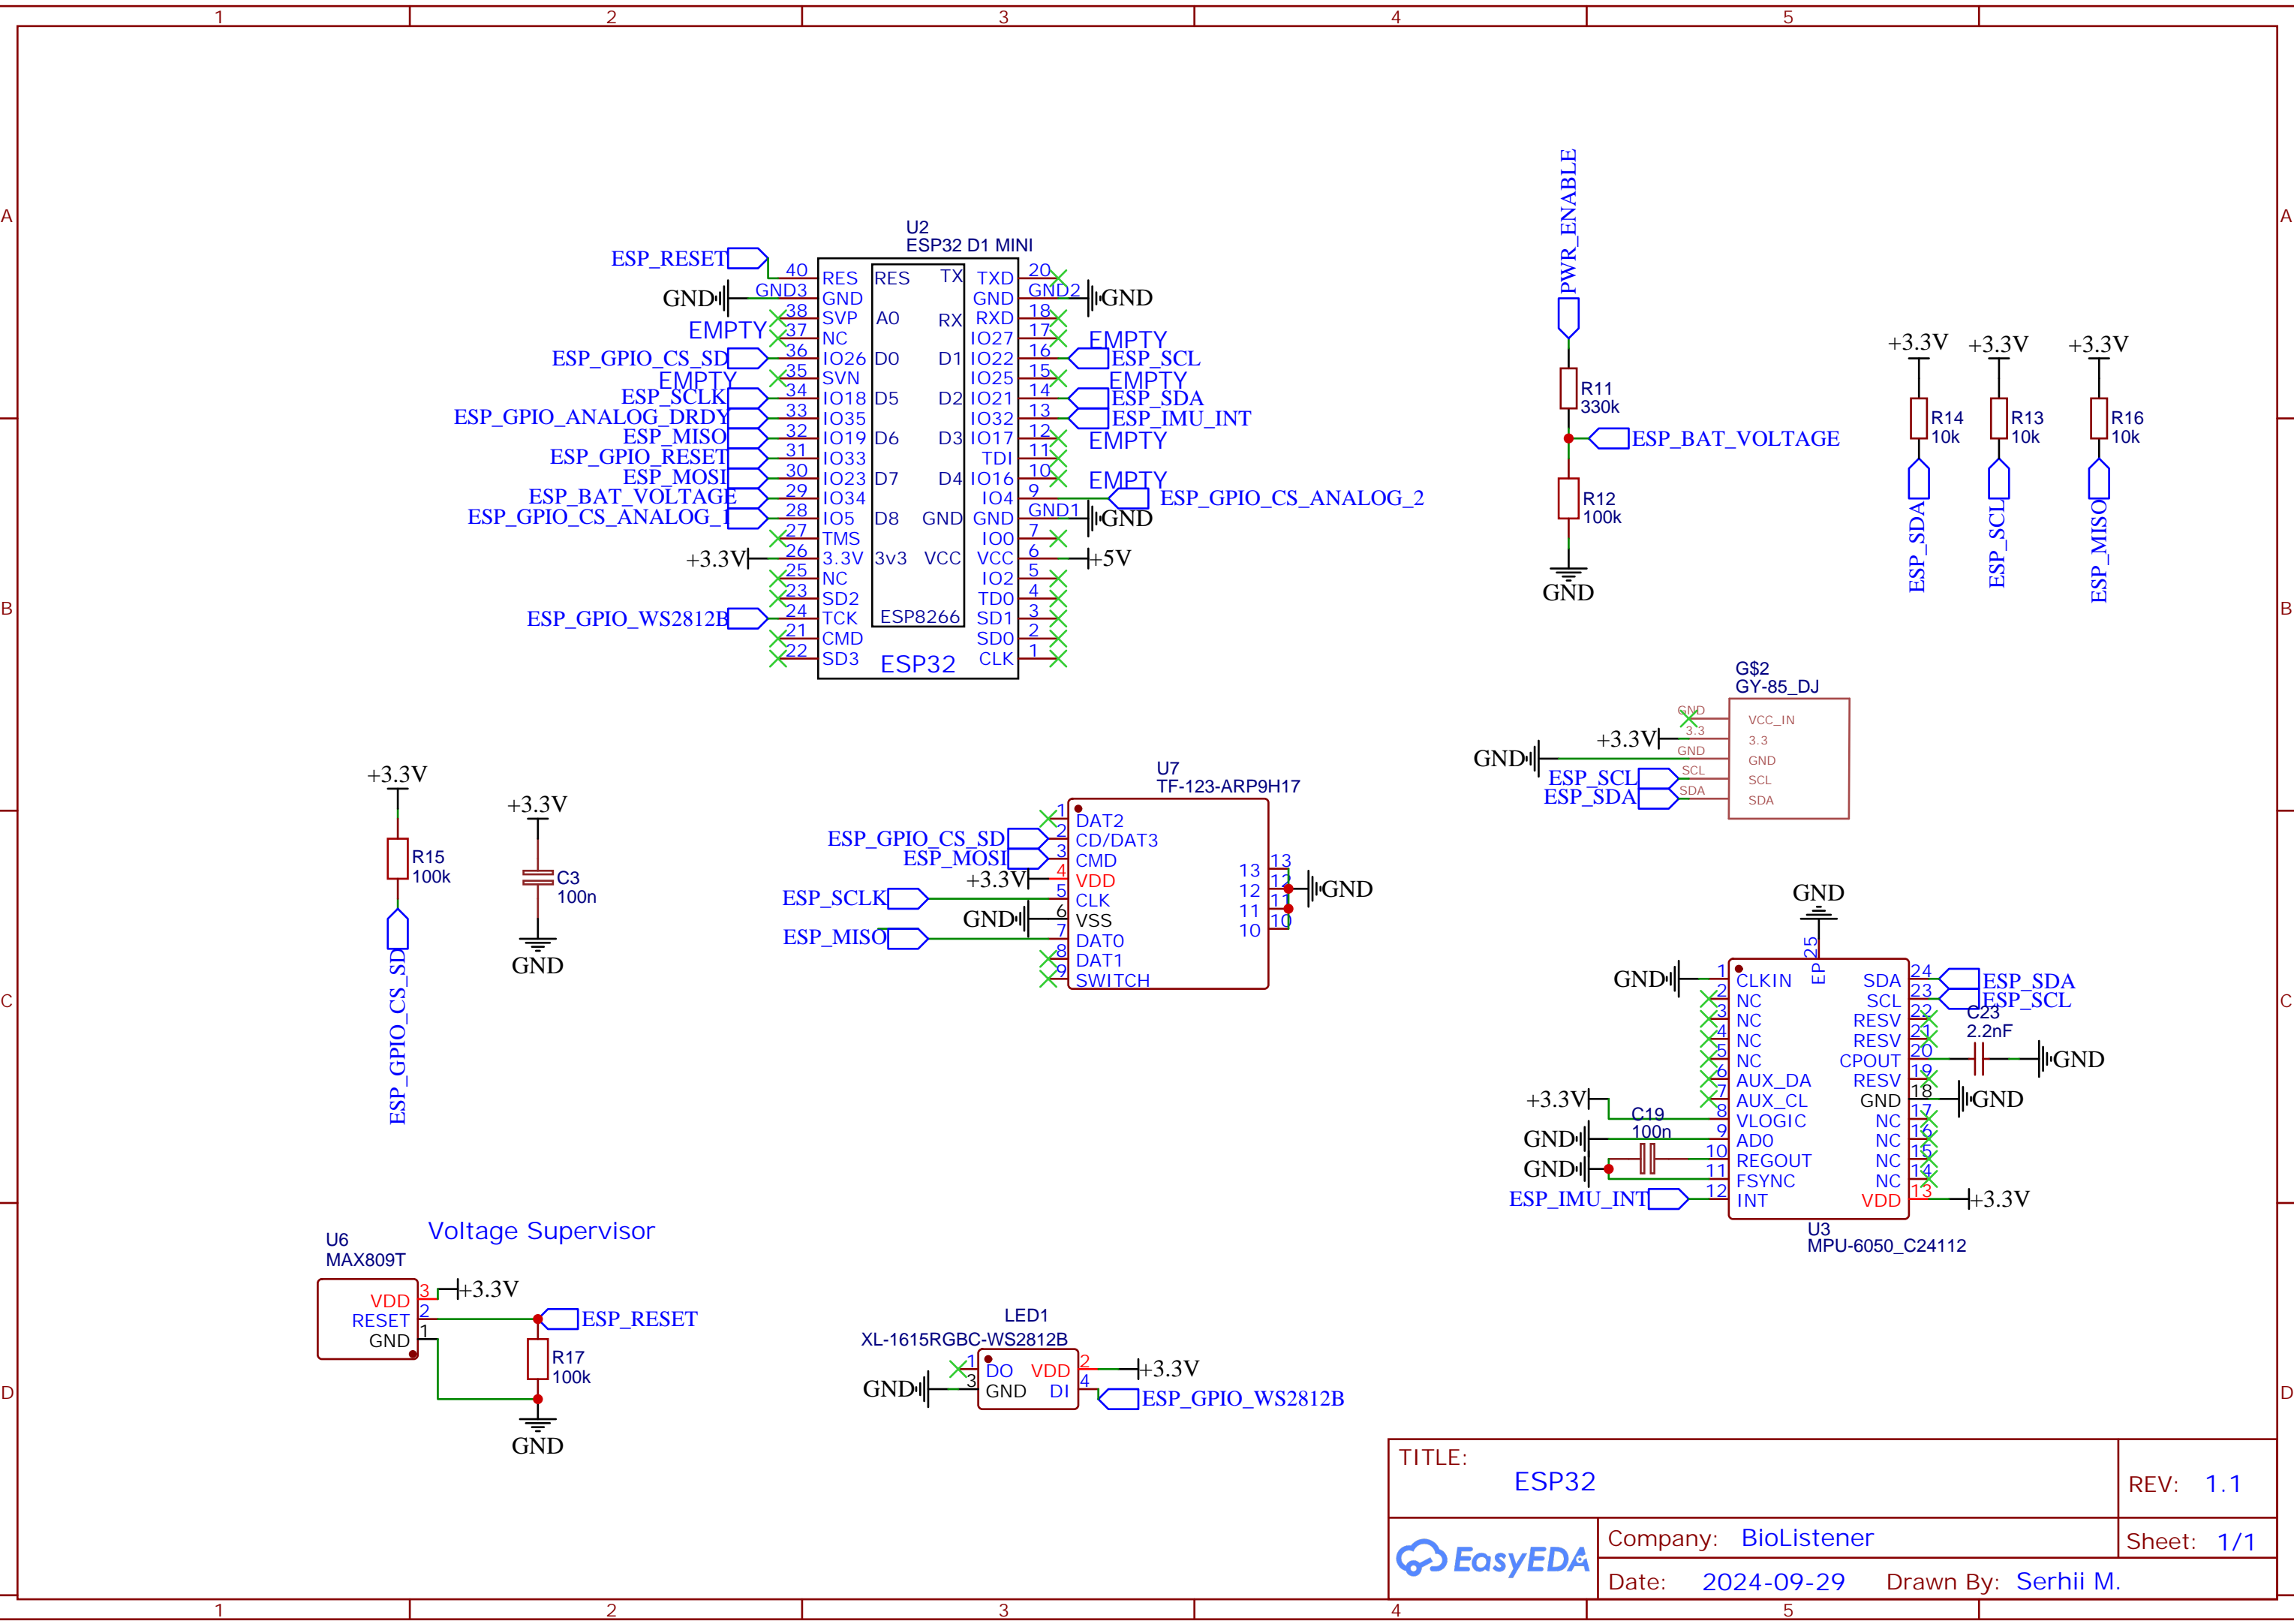 1 2 3 4 5
A
B
C
D
A
B
C
D
1 2 3 4 5
U2
ESP32 D1 MINI
ESP_RESET
GND
EMPTY
ESP_GPIO_CS_SD
EMPTY
ESP_SCLK
ESP_GPIO_ANALOG_DRDY
ESP_MISO
ESP_GPIO_RESET
ESP_MOSI
ESP_BAT_VOLTAGE
ESP_GPIO_CS_ANALOG_1
+3.3V
ESP_GPIO_WS2812B
40 RES
GND3 GND
38 SVP
37 NC
36 IO26
35 SVN
34 IO18
33 IO35
32 IO19
31 IO33
30 IO23
29 IO34
28 IO5
27 TMS
26 3.3V
25 NC
23 SD2
24 TCK
21 CMD
22 SD3
RES TX
A0 RX
D0 D1
D5 D2
D6 D3
D7 D4
D8 GND
3v3 VCC
ESP8266
ESP32
TXD 20
GND GND2
RXD 18
IO27 17
IO22 16
IO25 15
IO21 14
IO32 13
IO17 12
TDI 11
IO16 10
IO4 9
GND GND1
IO0 7
VCC 6
IO2 5
TD0 4
SD1 3
SD0 2
CLK 1
GND
EMPTY
ESP_SCL
EMPTY
ESP_SDA
ESP_IMU_INT
EMPTY
EMPTY
ESP_GPIO_CS_ANALOG_2
GND
+5V
PWR_ENABLE
R11
330k
ESP_BAT_VOLTAGE
R12
100k
GND
+3.3V +3.3V +3.3V
R14
10k
R13
10k
R16
10k
ESP_SDA
ESP_SCL
ESP_MISO
G$2
GY-85_DJ
GND VCC_IN
+3.3V 3.3 3.3
GND GND GND
ESP_SCL SCL SCL
ESP_SDA SDA SDA
+3.3V
R15
100k
ESP_GPIO_CS_SD
+3.3V
C3
100n
GND
U7
TF-123-ARP9H17
1 DAT2
ESP_GPIO_CS_SD 2 CD/DAT3
ESP_MOSI 3 CMD
+3.3V 4 VDD
ESP_SCLK 5 CLK
GND 6 VSS
ESP_MISO 7 DAT0
8 DAT1
9 SWITCH
13 13
12 12
11 11
10 10
GND
GND
EP 25
GND 1 CLKIN
2 NC
3 NC
4 NC
5 NC
6 AUX_DA
7 AUX_CL
+3.3V 8 VLOGIC
GND 9 AD0
C19
100n
10 REGOUT
GND 11 FSYNC
ESP_IMU_INT 12 INT
SDA 24 ESP_SDA
SCL 23 ESP_SCL
RESV 22
C23
2.2nF
RESV 21
CPOUT 20 GND
RESV 19
GND 18 GND
NC 17
NC 16
NC 15
NC 14
VDD 13 +3.3V
U3
MPU-6050_C24112
Voltage Supervisor
U6
MAX809T
VDD 3 +3.3V
RESET 2 ESP_RESET
GND 1
R17
100k
GND
LED1
XL-1615RGBC-WS2812B
1 DO VDD 2 +3.3V
GND 3 GND DI 4 ESP_GPIO_WS2812B
TITLE:
ESP32
REV: 1.1
EasyEDA
Company: BioListener
Sheet: 1/1
Date: 2024-09-29 Drawn By: Serhii M.